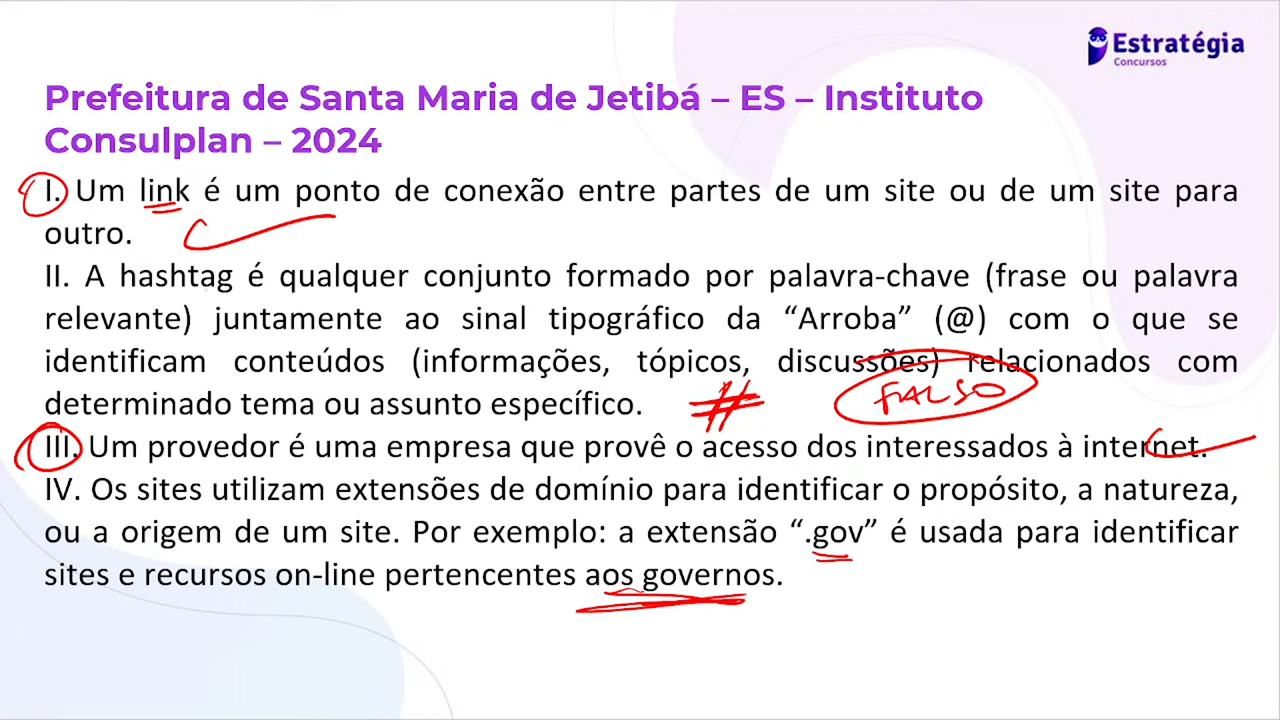 Estratégia
Concursos
Prefeitura de Santa Maria de Jetibá – ES – Instituto
Consulplan – 2024
I. Um link é um ponto de conexão entre partes de um site ou de um site para
outro.
II. A hashtag é qualquer conjunto formado por palavra-chave (frase ou palavra
relevante) juntamente ao sinal tipográfico da “Arroba” (@) com o que se
identificam conteúdos (informações, tópicos, discussões) relacionados com
determinado tema ou assunto específico. # FALSO
III. Um provedor é uma empresa que provê o acesso dos interessados à internet.
IV. Os sites utilizam extensões de domínio para identificar o propósito, a natureza,
ou a origem de um site. Por exemplo: a extensão “.gov” é usada para identificar
sites e recursos on-line pertencentes aos governos.